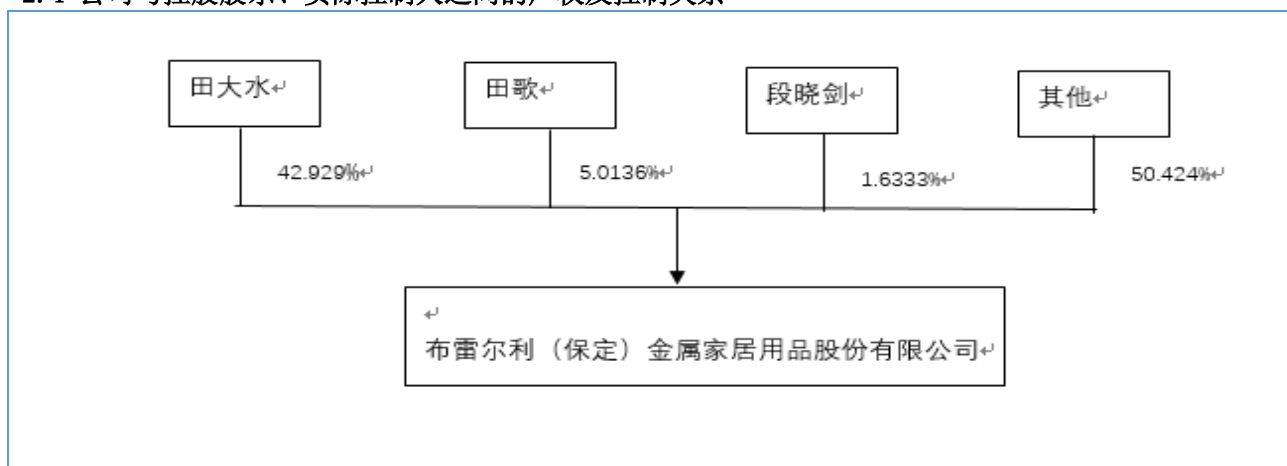 田大水↵
田歌↵
段晓剑↵
其他↵
42.929%↵
5.0136%↵
1.6333%↵
50.424%↵
↵
布雷尔利（保定）金属家居用品股份有限公司↵